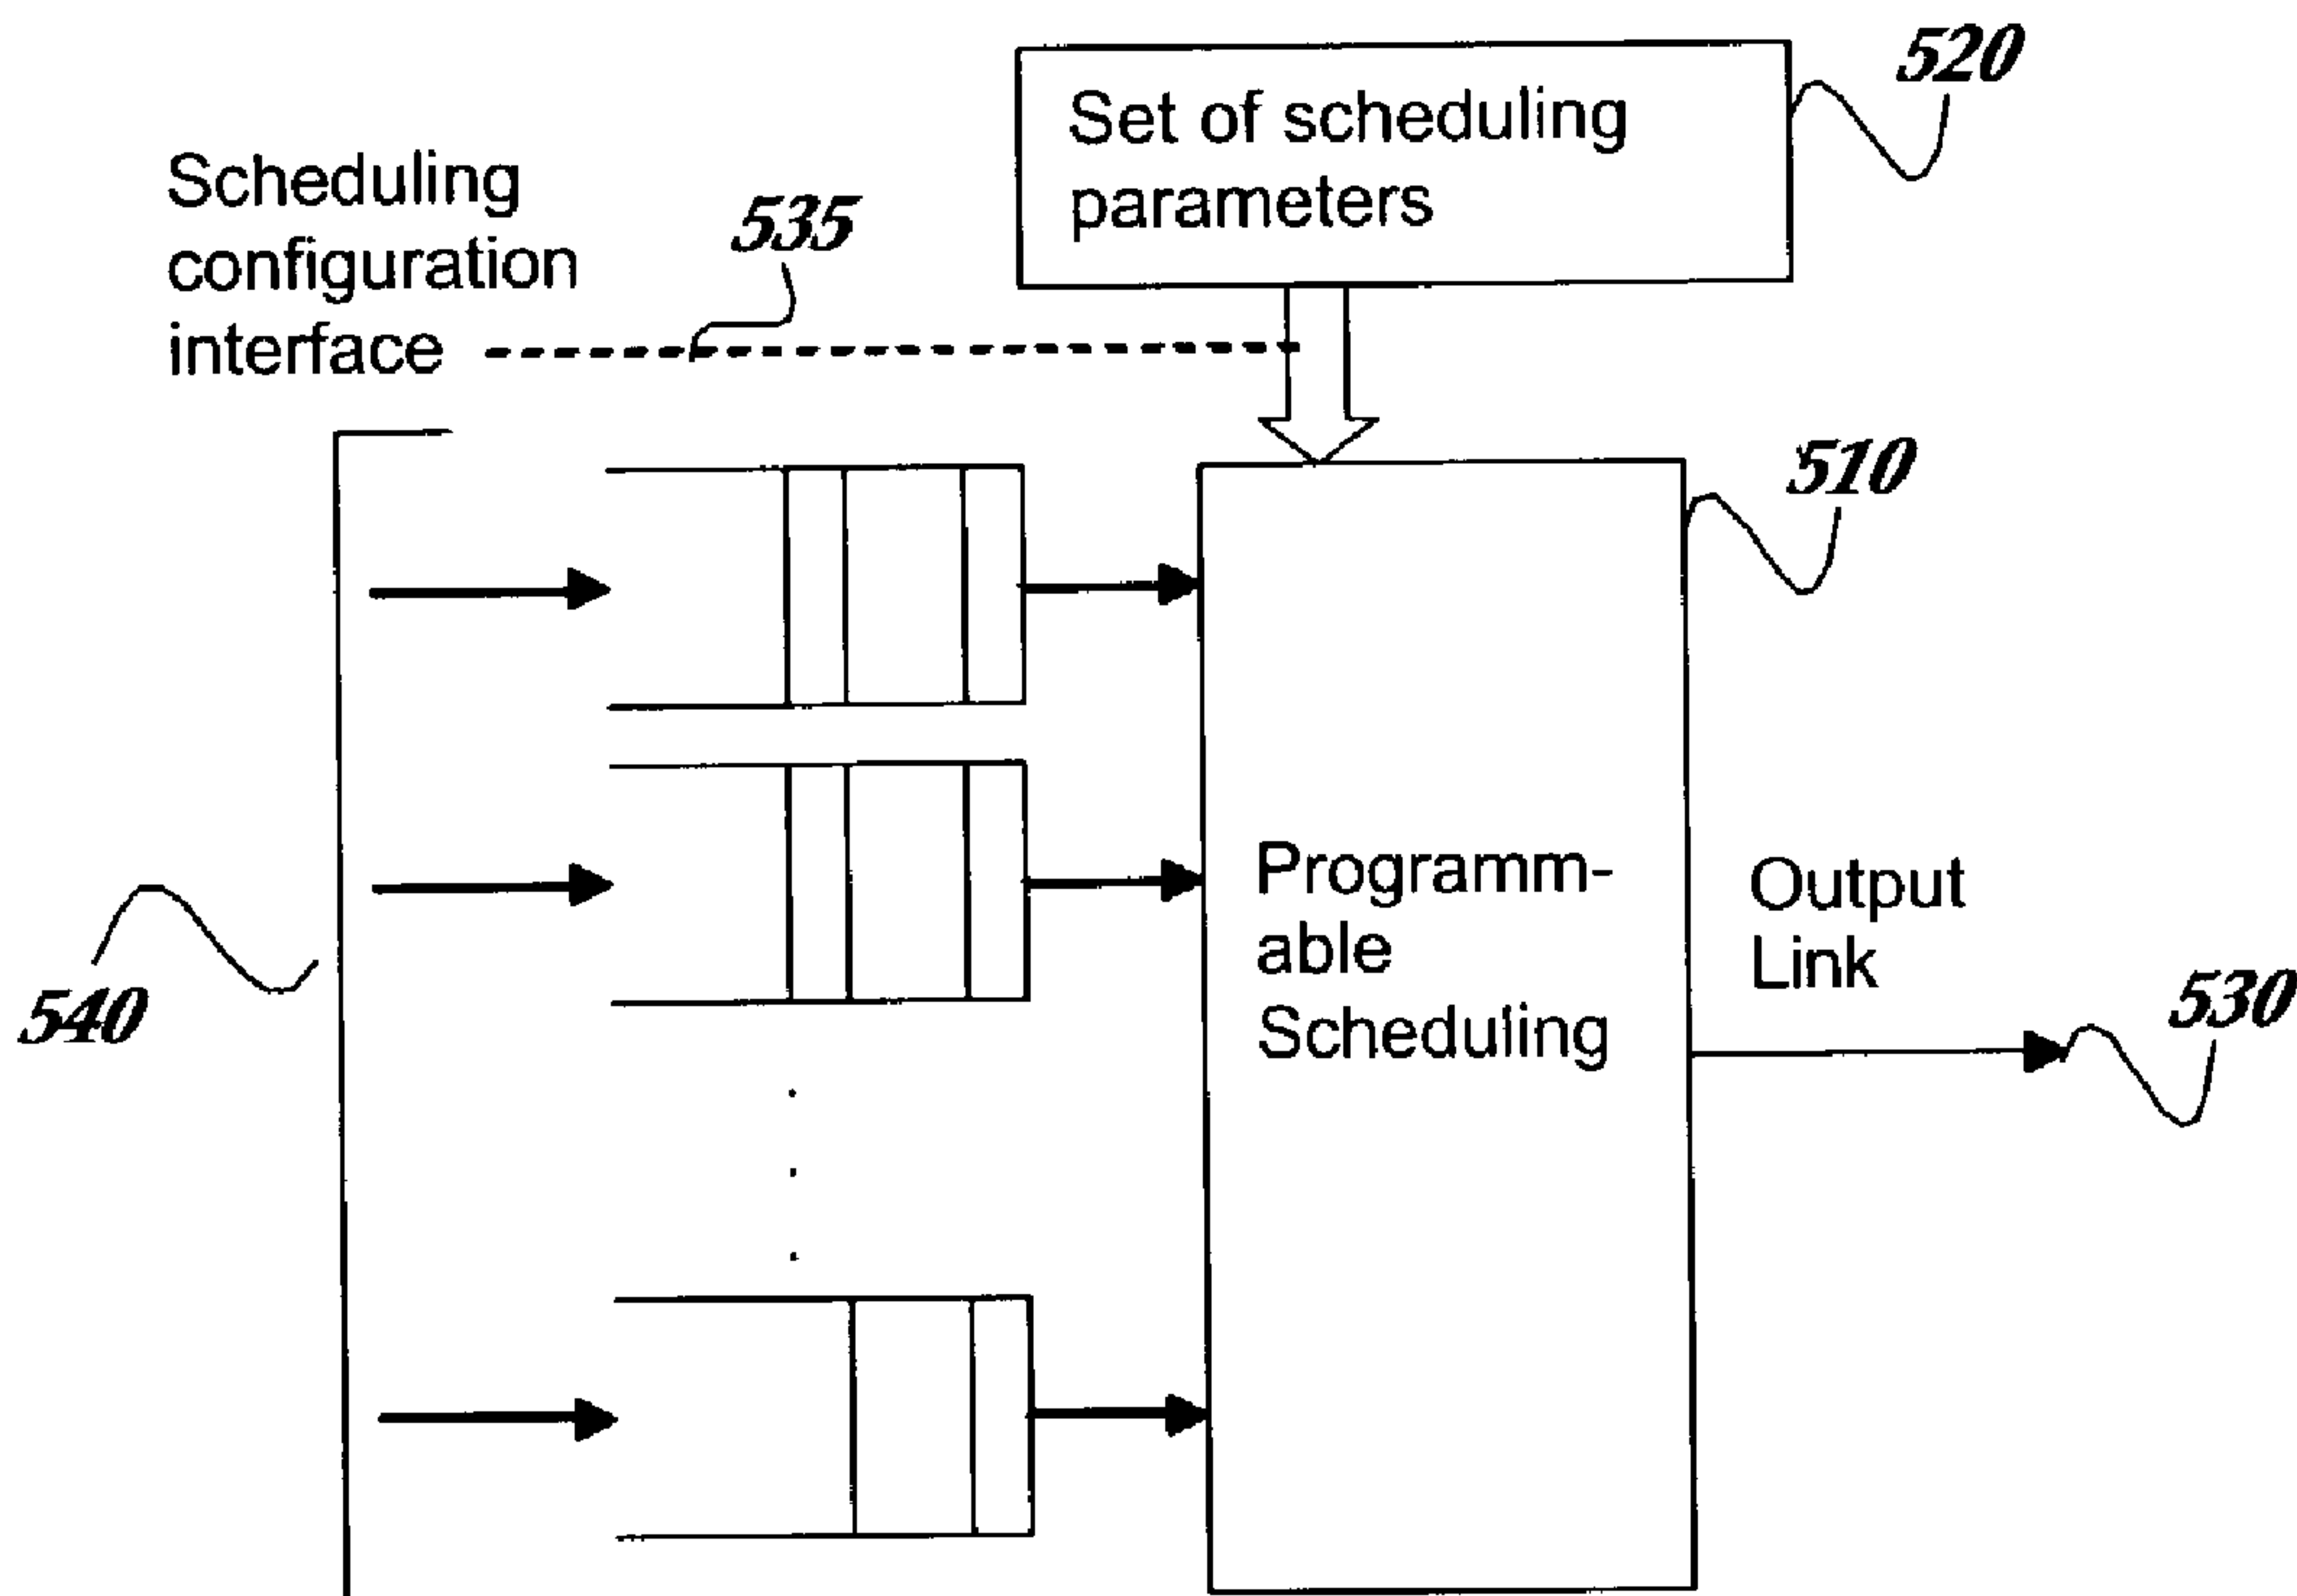 520
Set of scheduling
parameters
Scheduling
configuration
interface
535
510
Programm-
able
Scheduling
Output
Link
540
530